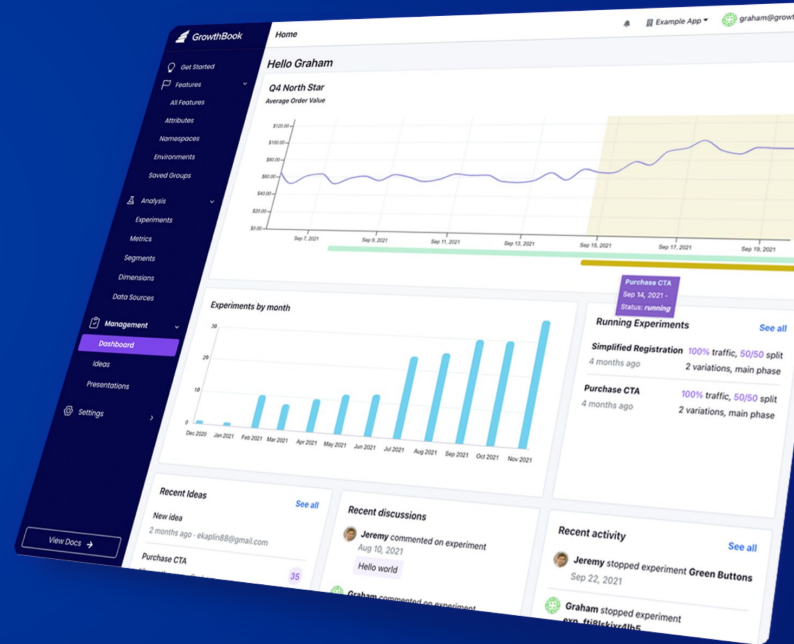 GrowthBook
Get Started
Features
All Features
Attributes
Namespaces
Environments
Saved Groups
Analysis
Experiments
Metrics
Segments
Dimensions
Data Sources
Management
Dashboard
Ideas
Presentations
Settings
View Docs →
Home
Example App
graham@growt
Hello Graham
Q4 North Star
Average Order Value
$120.00
$100.00
$80.00
$60.00
$40.00
$20.00
$0.00
Sep 7, 2021 Sep 9, 2021 Sep 11, 2021 Sep 13, 2021 Sep 15, 2021 Sep 17, 2021 Sep 19, 2021
Purchase CTA
Sep 14, 2021 -
Status: running
Experiments by month
30
20
10
0
Dec 2020 Jan 2021 Feb 2021 Mar 2021 Apr 2021 May 2021 Jun 2021 Jul 2021 Aug 2021 Sep 2021 Oct 2021 Nov 2021
Running Experiments See all
Simplified Registration 100% traffic, 50/50 split
4 months ago 2 variations, main phase
Purchase CTA 100% traffic, 50/50 split
4 months ago 2 variations, main phase
Recent Ideas See all
New idea
2 months ago - ekaplin88@gmail.com
Purchase CTA
35
Recent discussions
Jeremy commented on experiment
Aug 10, 2021
Hello world
Graham commented on experiment
Recent activity See all
Jeremy stopped experiment Green Buttons
Sep 22, 2021
Graham stopped experiment